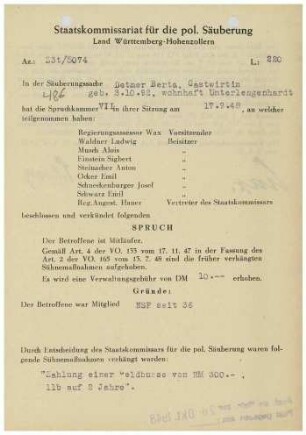 Staatskommissariat für die pol. Säuberung
Land Württemberg-Hohenzollern
Az.: 231/5074 L: 220
In der Säuberungssache Detmer Berta, Gastwirtin
geb. 3.10.92, wohnhaft Unterlengenhardt
hat die Spruchkammer VII in ihrer Sitzung am 17.7.48, an welcher
teilgenommen haben:
Regierungsassessor Wax Vorsitzender
Waldner Ludwig Beisitzer
Musch Alois "
Einstein Sigbert "
Steinacher Anton "
Ocker Emil "
Schneckenburger Josef "
Schwarz Emil "
Reg.Angest. Vertreter des Staatskommissars
beschlossen und verkündet folgenden
SPRUCH
Der Betroffene ist Mitläufer.
Gemäß Art. 4 der VO. 133 vom 17. 11. 47 in der Fassung des
Art. 2 der VO. 165 vom 13. 7. 48 sind die früher verhängten
Sühnemaßnahmen aufgehoben.
Es wird eine Verwaltungsgebühr von DM 10.-- erhoben.
Gründe:
Der Betroffene war Mitglied NSF seit 36
Durch Entscheidung des Staatskommissars für die pol. Säuberung waren fol-
gende Sühnemaßnahmen verhängt worden:
"Zahlung einer Geldbusse von RM 300.-- ,
11b auf 2 Jahre".